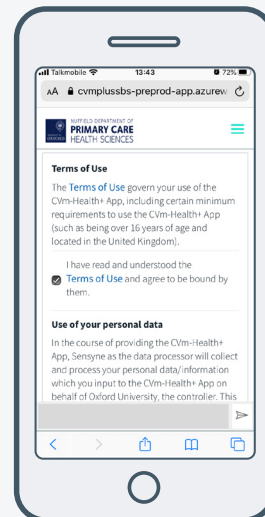 Talkmobile 13:43 72%
AA cvmplussbs-preprod-app.azurew
NUFFIELD DEPARTMENT OF
PRIMARY CARE
HEALTH SCIENCES
Terms of Use
The Terms of Use govern your use of the
CVm-Health+ App, including certain minimum
requirements to use the CVm-Health+ App
(such as being over 16 years of age and
located in the United Kingdom).
I have read and understood the
Terms of Use and agree to be bound by
them.
Use of your personal data
In the course of providing the CVm-Health+
App, Sensyne as the data processor will collect
and process your personal data/information
which you input to the CVm-Health+ App on
behalf of Oxford University, the controller. This